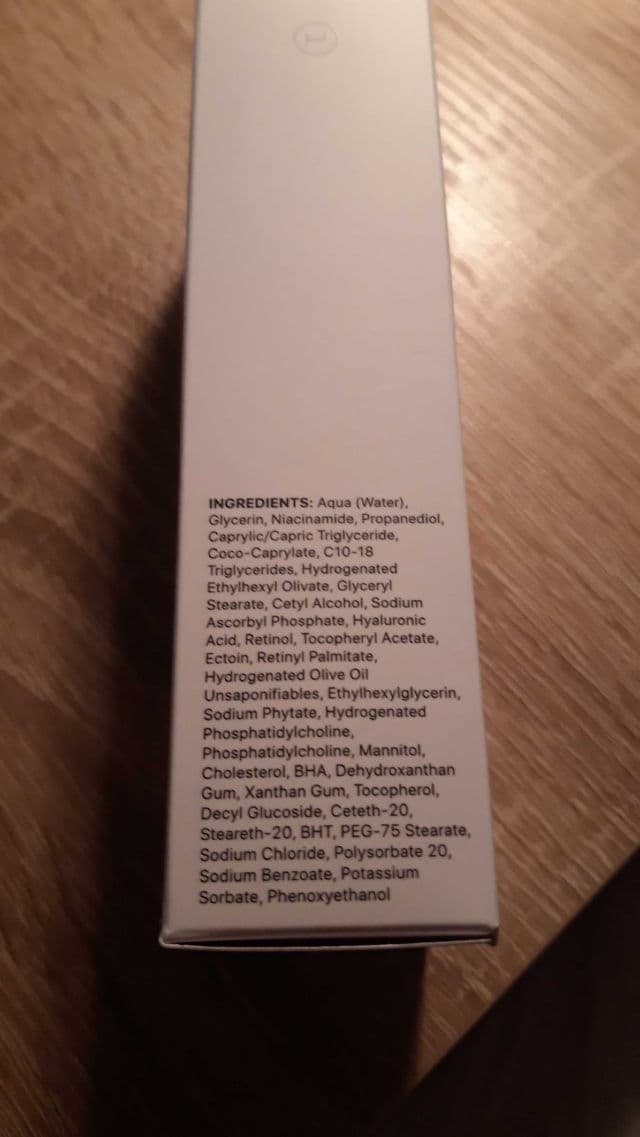 INGREDIENTS: Aqua (Water),
Glycerin, Niacinamide, Propanediol,
Caprylic/Capric Triglyceride,
Coco-Caprylate, C10-18
Triglycerides, Hydrogenated
Ethylhexyl Olivate, Glyceryl
Stearate, Cetyl Alcohol, Sodium
Ascorbyl Phosphate, Hyaluronic
Acid, Retinol, Tocopheryl Acetate,
Ectoin, Retinyl Palmitate,
Hydrogenated Olive Oil
Unsaponifiables, Ethylhexylglycerin,
Sodium Phytate, Hydrogenated
Phosphatidylcholine,
Phosphatidylcholine, Mannitol,
Cholesterol, BHA, Dehydroxanthan
Gum, Xanthan Gum, Tocopherol,
Decyl Glucoside, Ceteth-20,
Steareth-20, BHT, PEG-75 Stearate,
Sodium Chloride, Polysorbate 20,
Sodium Benzoate, Potassium
Sorbate, Phenoxyethanol